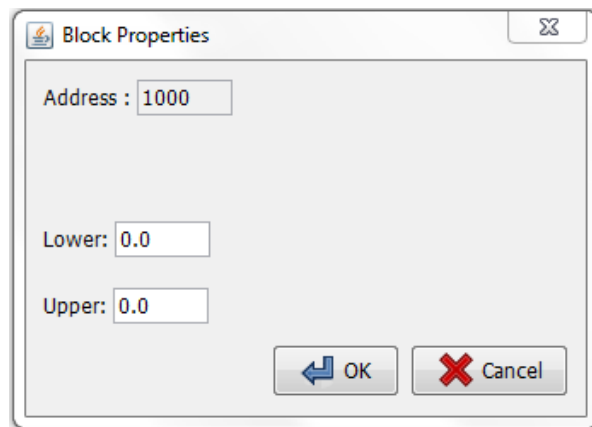 Block Properties
Address : 1000
Lower: 0.0
Upper: 0.0
OK Cancel